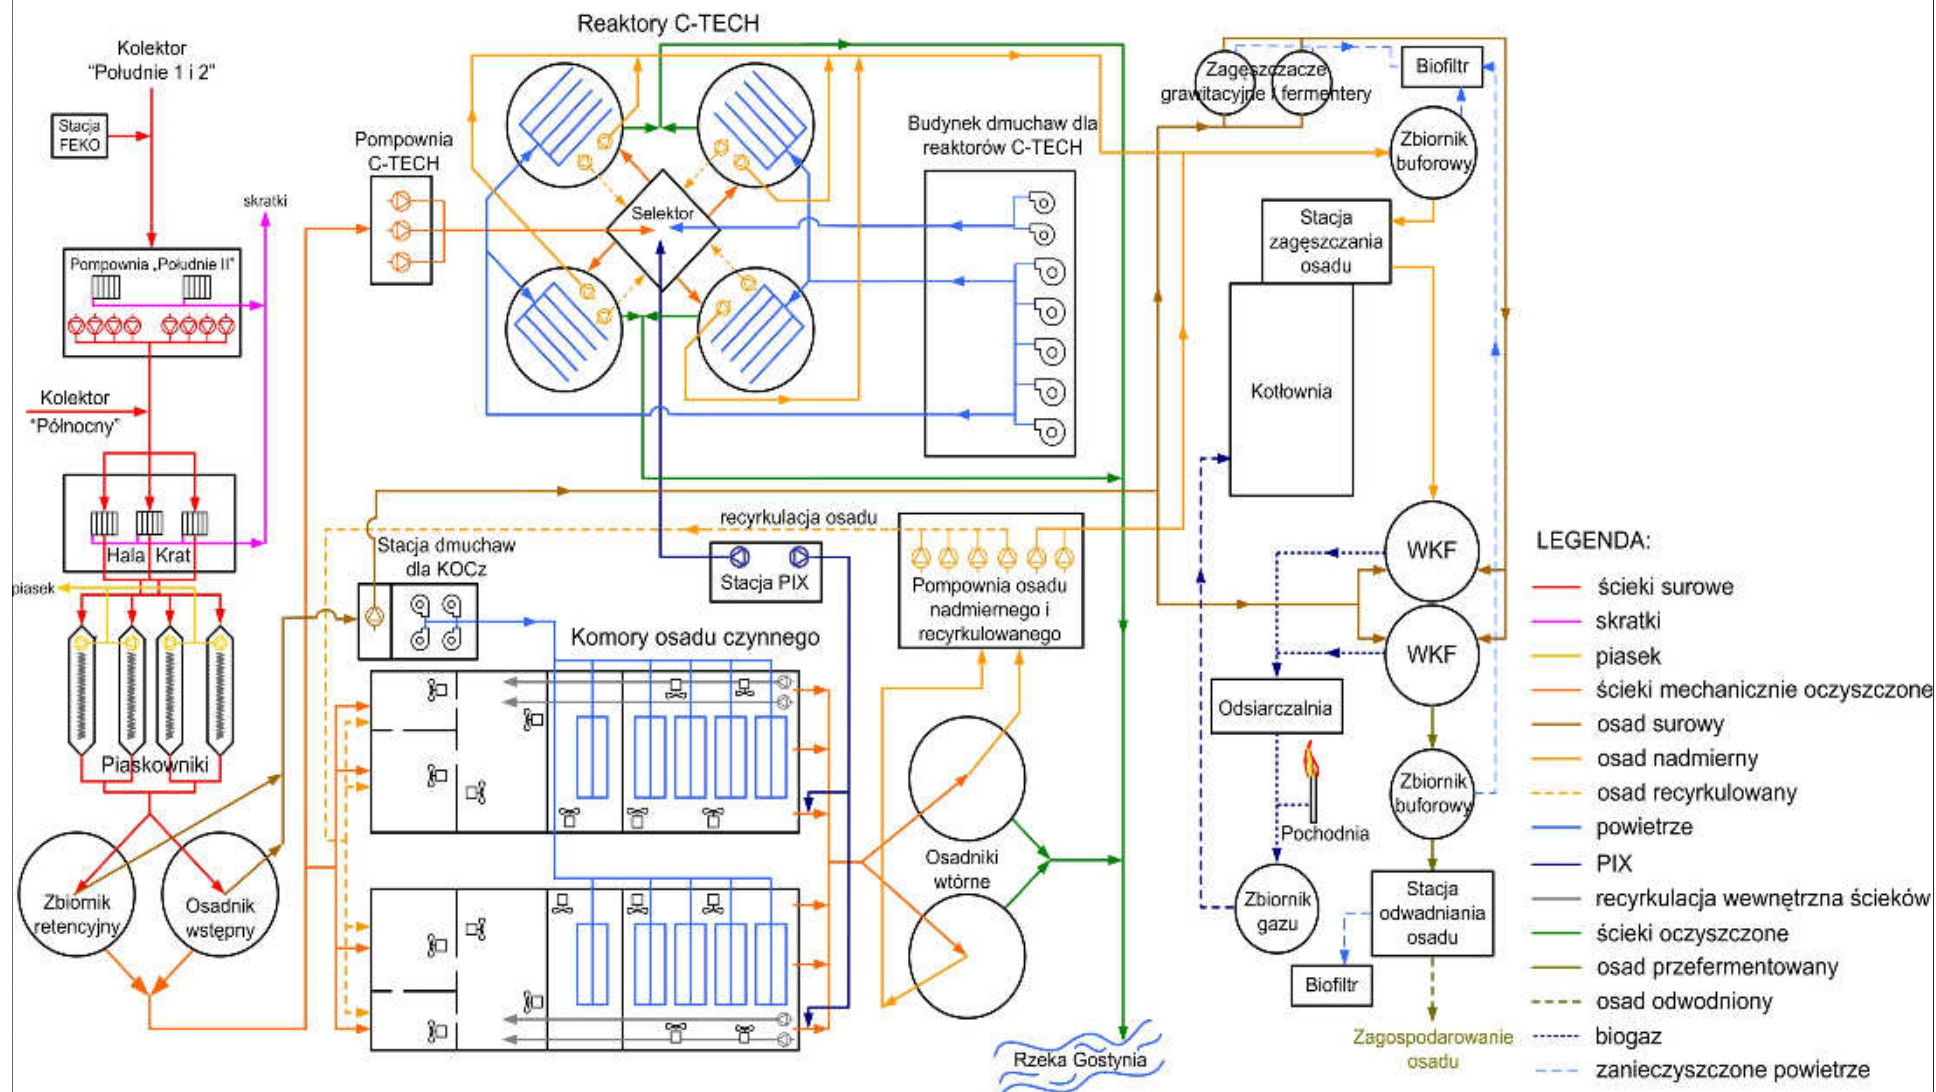 Reaktory C-TECH
Kolektor
“Południe 1 i 2”
Stacja
FEKO
skratki
Pompownia „Południe II”
Kolektor
“Północny”
Hala Krat
piasek
Piaskowniki
Zbiornik
retencyjny
Osadnik
wstępny
Pompownia
C-TECH
Selektor
Budynek dmuchaw dla
reaktorów C-TECH
recyrkulacja osadu
Stacja dmuchaw
dla KOCz
Stacja PIX
Komory osadu czynnego
Pompownia osadu
nadmiernego i
recyrkulowanego
Osadniki
wtórne
Rzeka Gostynia
Zagęszczacze
grawitacyjne i fermentery
Biofiltr
Zbiornik
buforowy
Stacja
zagęszczania
osadu
Kotłownia
WKF
WKF
Odsiarczalnia
Pochodnia
Zbiornik
buforowy
Zbiornik
gazu
Stacja
odwadniania
osadu
Biofiltr
Zagospodarowanie
osadu
LEGENDA:
ścieki surowe
skratki
piasek
ścieki mechanicznie oczyszczone
osad surowy
osad nadmierny
osad recyrkulowany
powietrze
PIX
recyrkulacja wewnętrzna ścieków
ścieki oczyszczone
osad przefermentowany
osad odwodniony
biogaz
zanieczyszczone powietrze